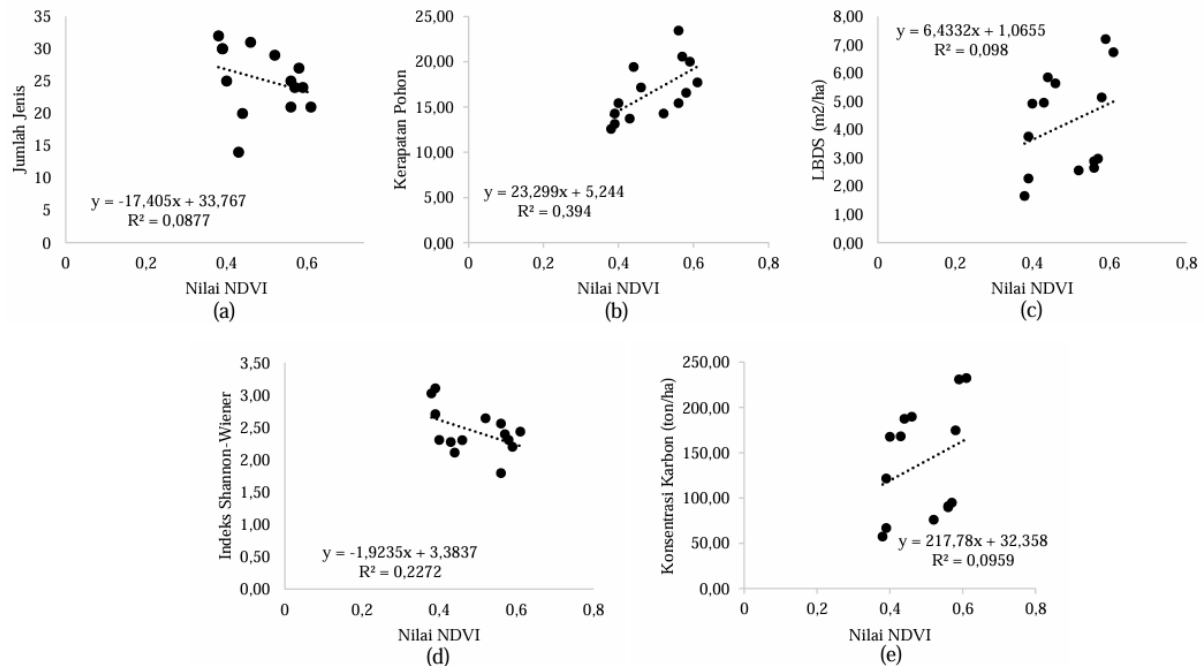 Jumlah Jenis
35
30
25
20
15
10
5
0
y = -17,405x + 33,767
R² = 0,0877
0
0,2
0,4
0,6
Nilai NDVI
(a)
Kerapatan Pohon
25,00
20,00
15,00
10,00
5,00
0,00
y = 23,299x + 5,244
R² = 0,394
0
0,2
0,4
0,6
0,8
Nilai NDVI
(b)
LBDS (m2/ha)
8,00
7,00
6,00
5,00
4,00
3,00
2,00
1,00
0,00
y = 6,4332x + 1,0655
R² = 0,098
0
0,2
0,4
0,6
0,8
Nilai NDVI
(c)
Indeks Shannon-Wiener
3,50
3,00
2,50
2,00
1,50
1,00
0,50
0,00
y = -1,9235x + 3,3837
R² = 0,2272
0
0,2
0,4
0,6
0,8
Nilai NDVI
(d)
Konsentrasi Karbon (ton/ha)
250,00
200,00
150,00
100,00
50,00
0,00
y = 217,78x + 32,358
R² = 0,0959
0
0,2
0,4
0,6
0,8
Nilai NDVI
(e)